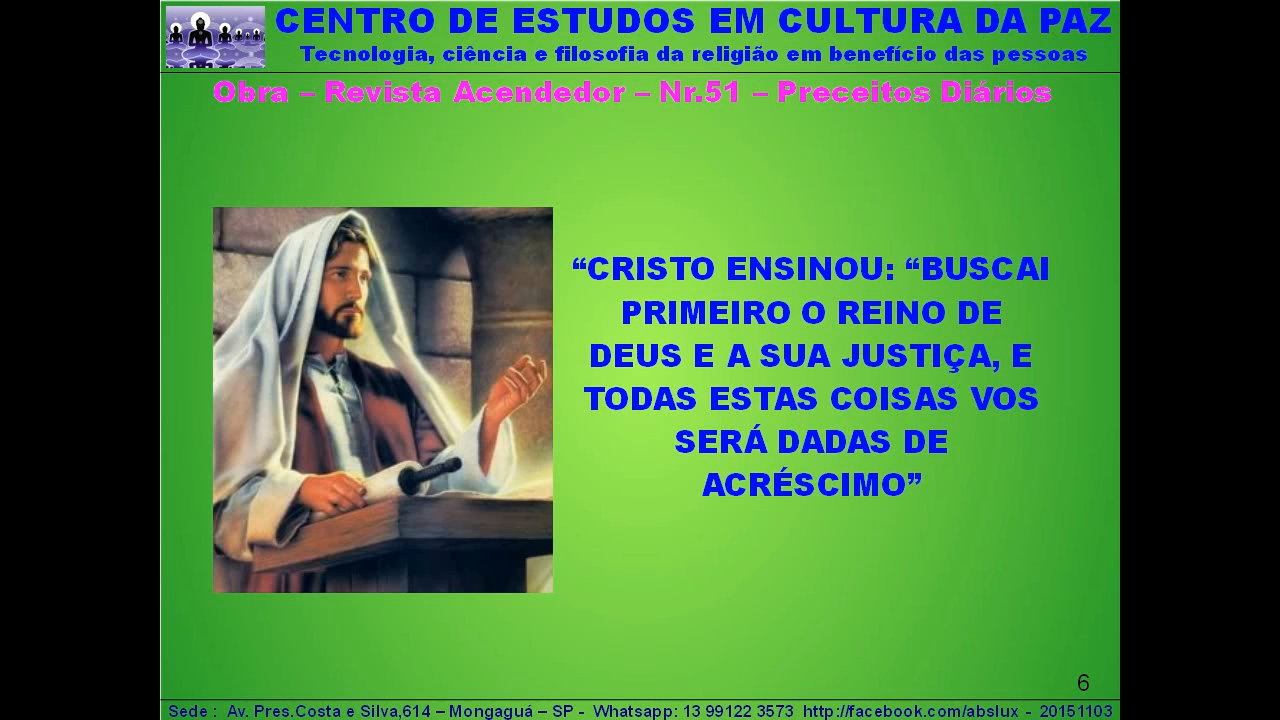 CENTRO DE ESTUDOS EM CULTURA DA PAZ
Tecnologia, ciência e filosofia da religião em benefício das pessoas
Obra – Revista Acendedor – Nr.51 – Preceitos Diários
“CRISTO ENSINOU: “BUSCAI
PRIMEIRO O REINO DE
DEUS E A SUA JUSTIÇA, E
TODAS ESTAS COISAS VOS
SERÁ DADAS DE
ACRÉSCIMO”
6
Sede : Av. Pres.Costa e Silva,614 – Mongaguá – SP - Whatsapp: 13 99122 3573 http://facebook.com/abslux - 20151103